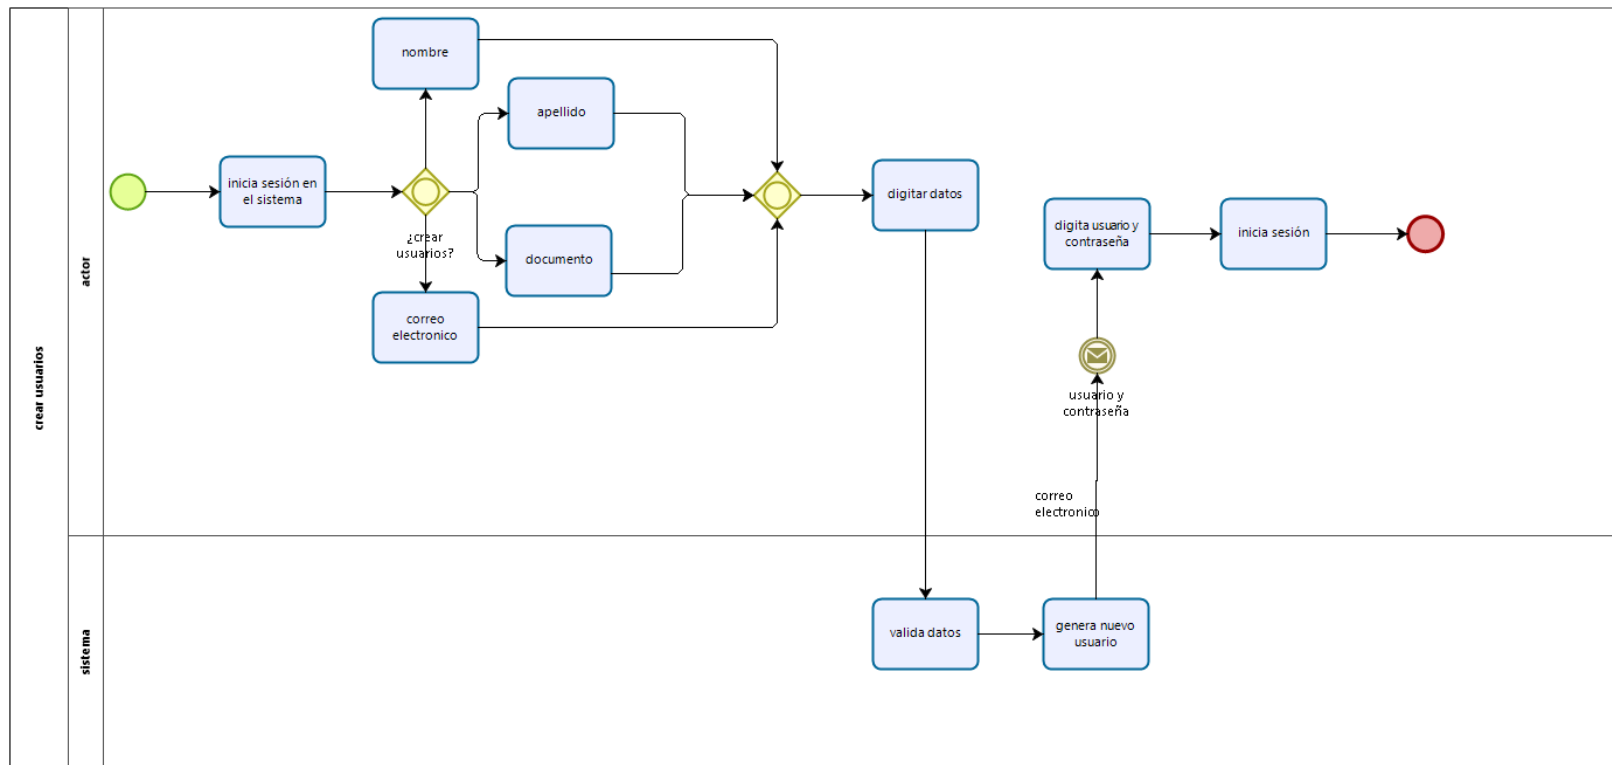 crear usuarios
actor
nombre
apellido
inicia sesión en
el sistema
¿crear
usuarios?
documento
correo
electronico
digitar datos
digita usuario y
contraseña
inicia sesión
usuario y
contraseña
correo
electronico
sistema
valida datos
genera nuevo
usuario